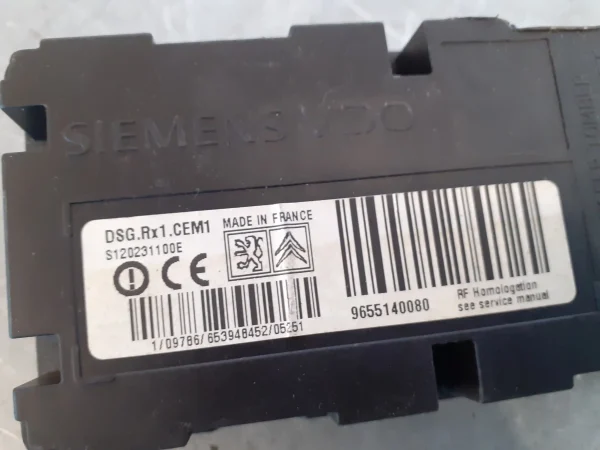 SIEMENS VDO
DSG.Rx1.CEM1
MADE IN FRANCE
S120231100E
CE
1/09786/653948452/05251
9655140080
RF Homologation
see service manual